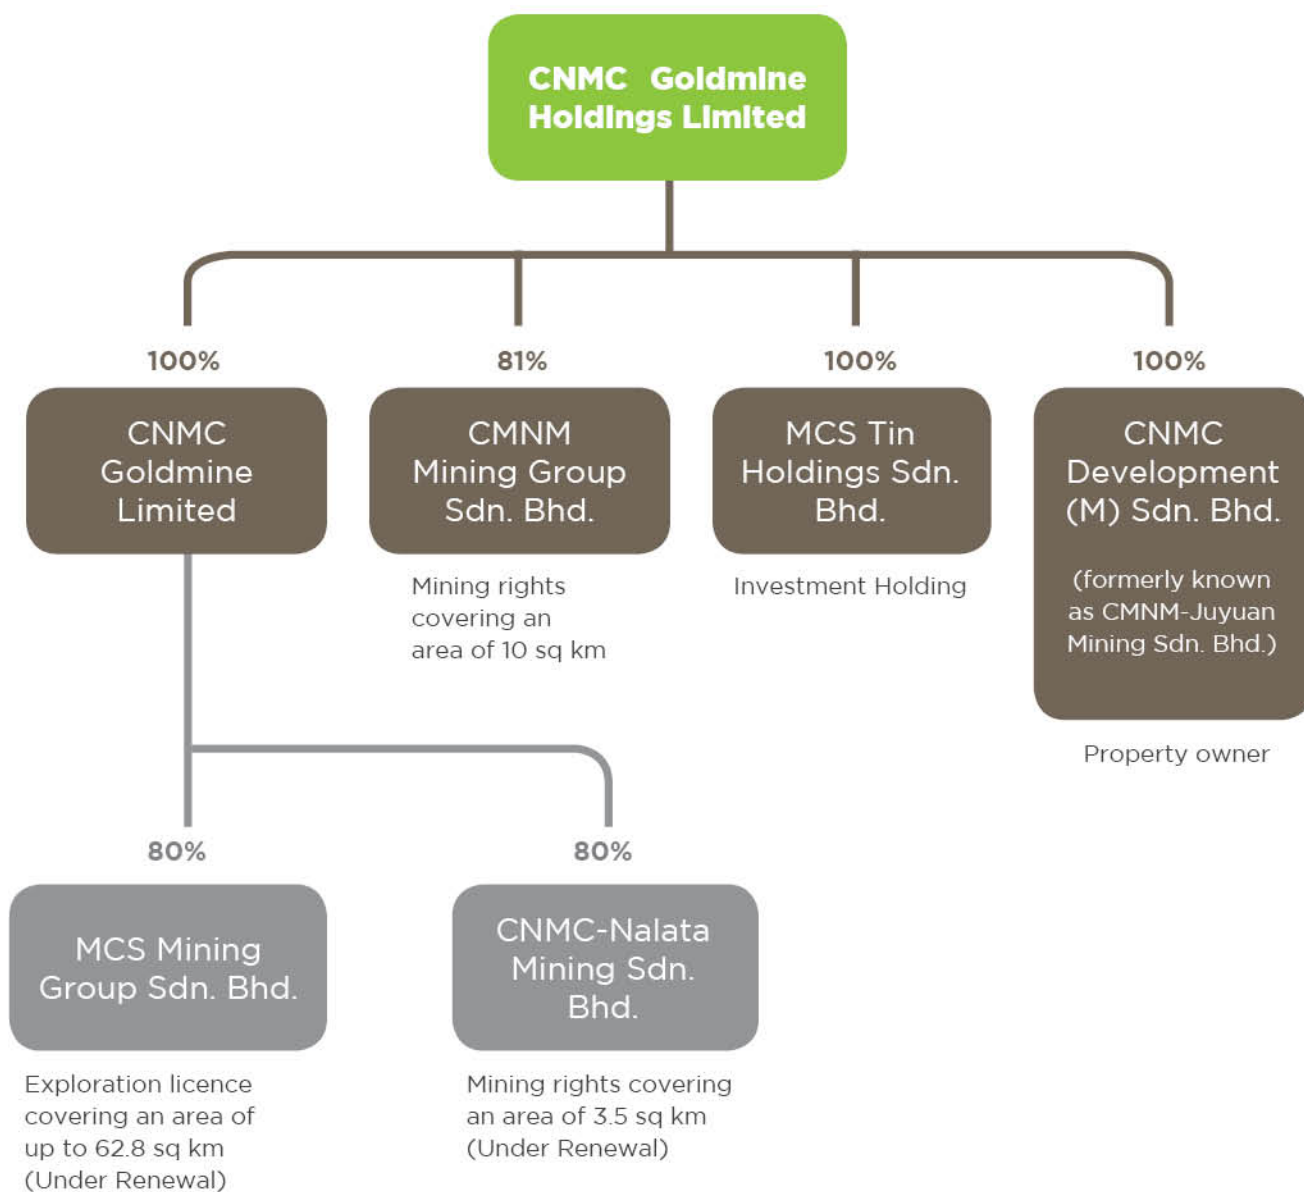 CNMC Goldmine
Holdings Limited
100%
81%
100%
100%
CNMC
Goldmine
Limited
CMNM
Mining Group
Sdn. Bhd.
MCS Tin
Holdings Sdn.
Bhd.
CNMC
Development
(M) Sdn. Bhd.
(formerly known
as CMNM-Juyuan
Mining Sdn. Bhd.)
Mining rights
covering an
area of 10 sq km
Investment Holding
Property owner
80%
80%
MCS Mining
Group Sdn. Bhd.
CNMC-Nalata
Mining Sdn.
Bhd.
Exploration licence
covering an area of
up to 62.8 sq km
(Under Renewal)
Mining rights covering
an area of 3.5 sq km
(Under Renewal)